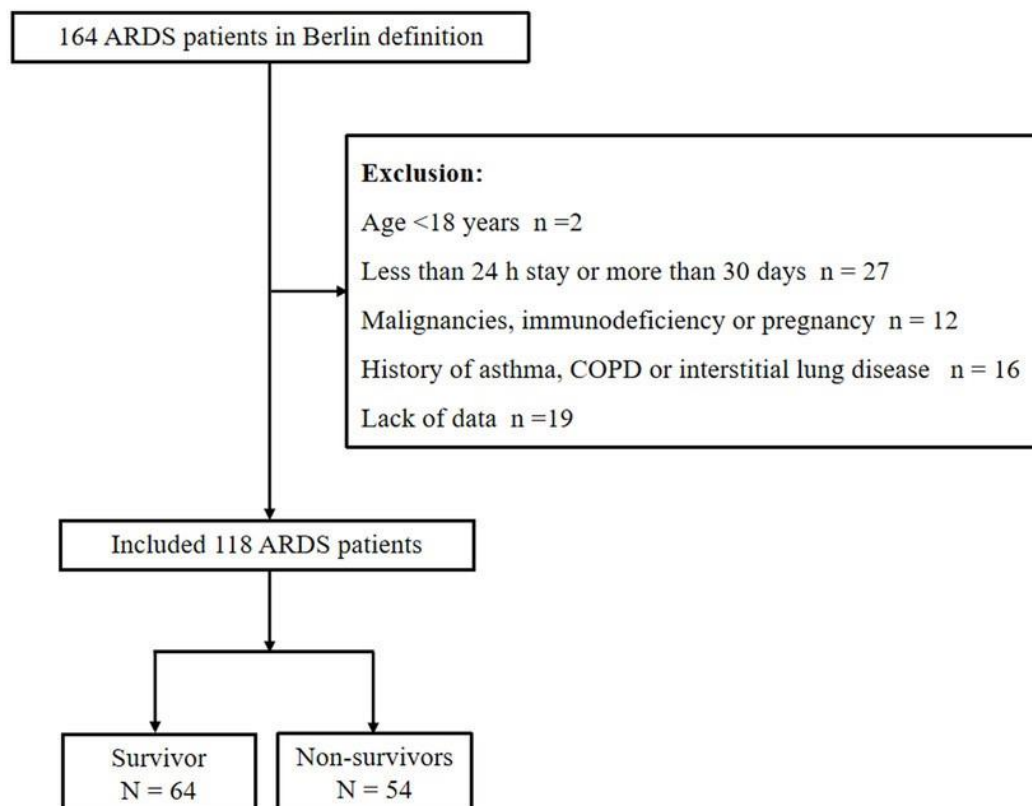 164 ARDS patients in Berlin definition
Exclusion:
Age <18 years n =2
Less than 24 h stay or more than 30 days n = 27
Malignancies, immunodeficiency or pregnancy n = 12
History of asthma, COPD or interstitial lung disease n = 16
Lack of data n =19
Included 118 ARDS patients
Survivor
N = 64
Non-survivors
N = 54